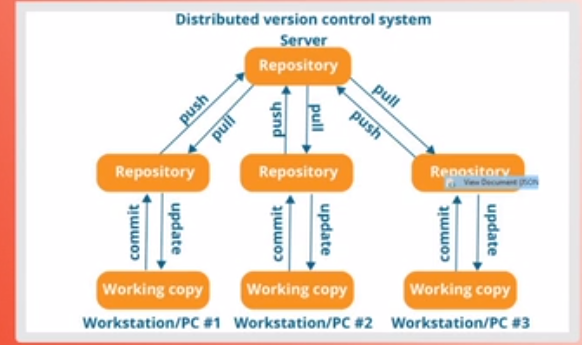 Distributed version control system
Server
Repository
push
pull
push
pull
pull
push
Repository
Repository
Repository
View Document (JSON
commit
update
commit
update
commit
update
Working copy
Working copy
Working copy
Workstation/PC #1
Workstation/PC #2
Workstation/PC #3